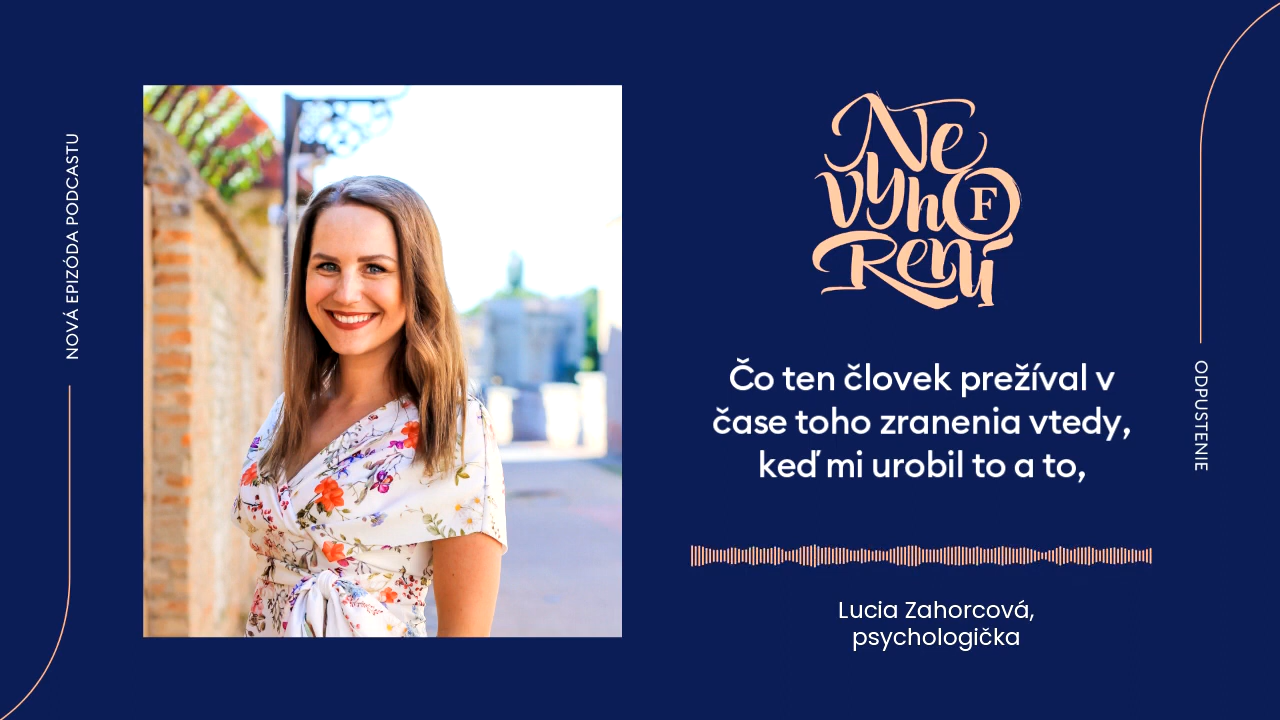 NOVÁ EPIZÓDA PODCASTU
Ne
vyho
F
Rení
Čo ten človek prežíval v
čase toho zranenia vtedy,
keď mi urobil to a to,
Lucia Zahorcová,
psychologička
ODPUSTENIE